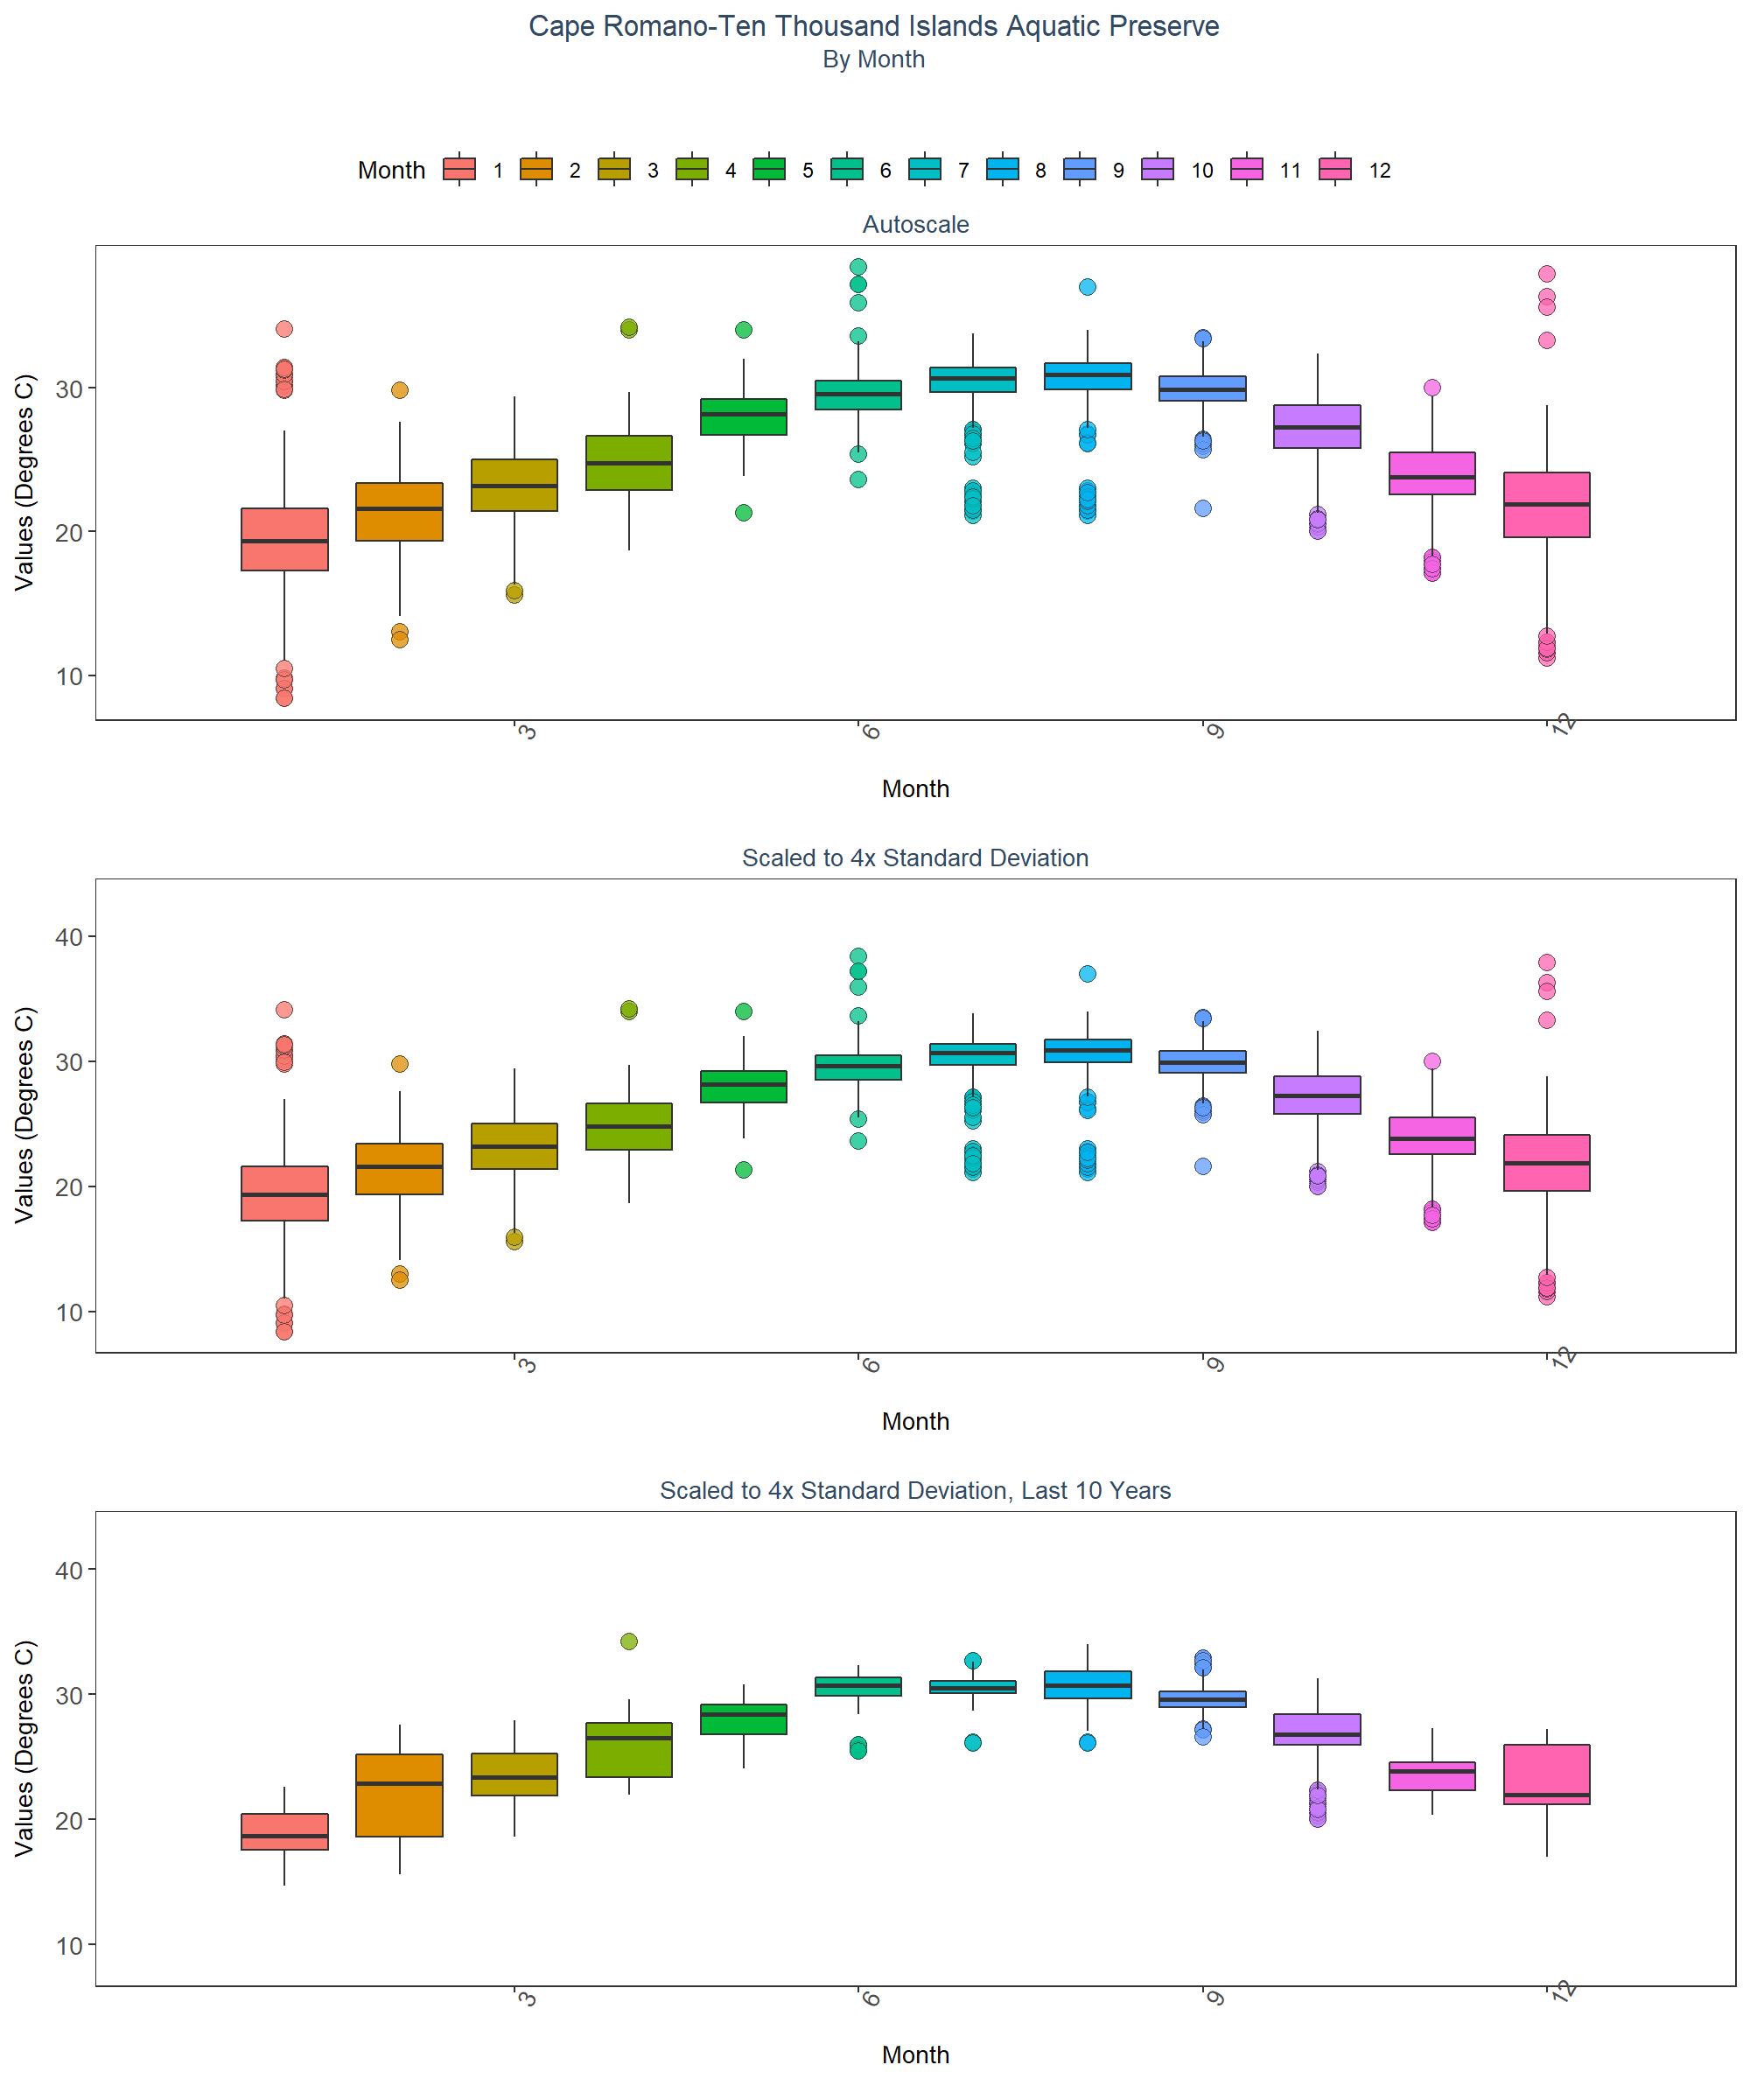 Cape Romano-Ten Thousand Islands Aquatic Preserve
By Month
Month 1 2 3 4 5 6 7 8 9 10 11 12
Autoscale
Values (Degrees C)
30
20
10
3 6 9 12
Month
Scaled to 4x Standard Deviation
Values (Degrees C)
40
30
20
10
3 6 9 12
Month
Scaled to 4x Standard Deviation, Last 10 Years
Values (Degrees C)
40
30
20
10
3 6 9 12
Month